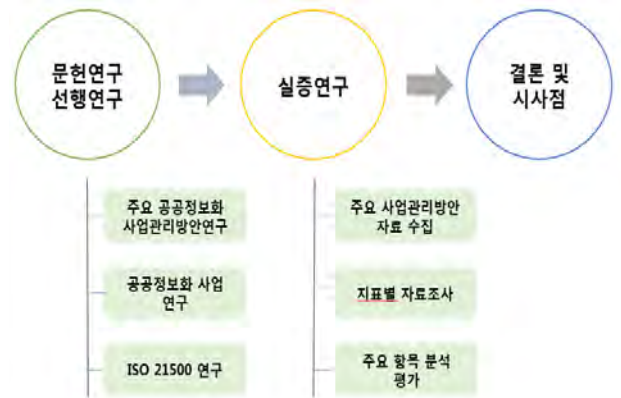 문헌연구
선행연구
실증연구
결론 및
시사점
주요 공공정보화
사업관리방안연구
공공정보화 사업
연구
ISO 21500 연구
주요 사업관리방안
자료 수집
지표별 자료조사
주요 항목 분석
평가